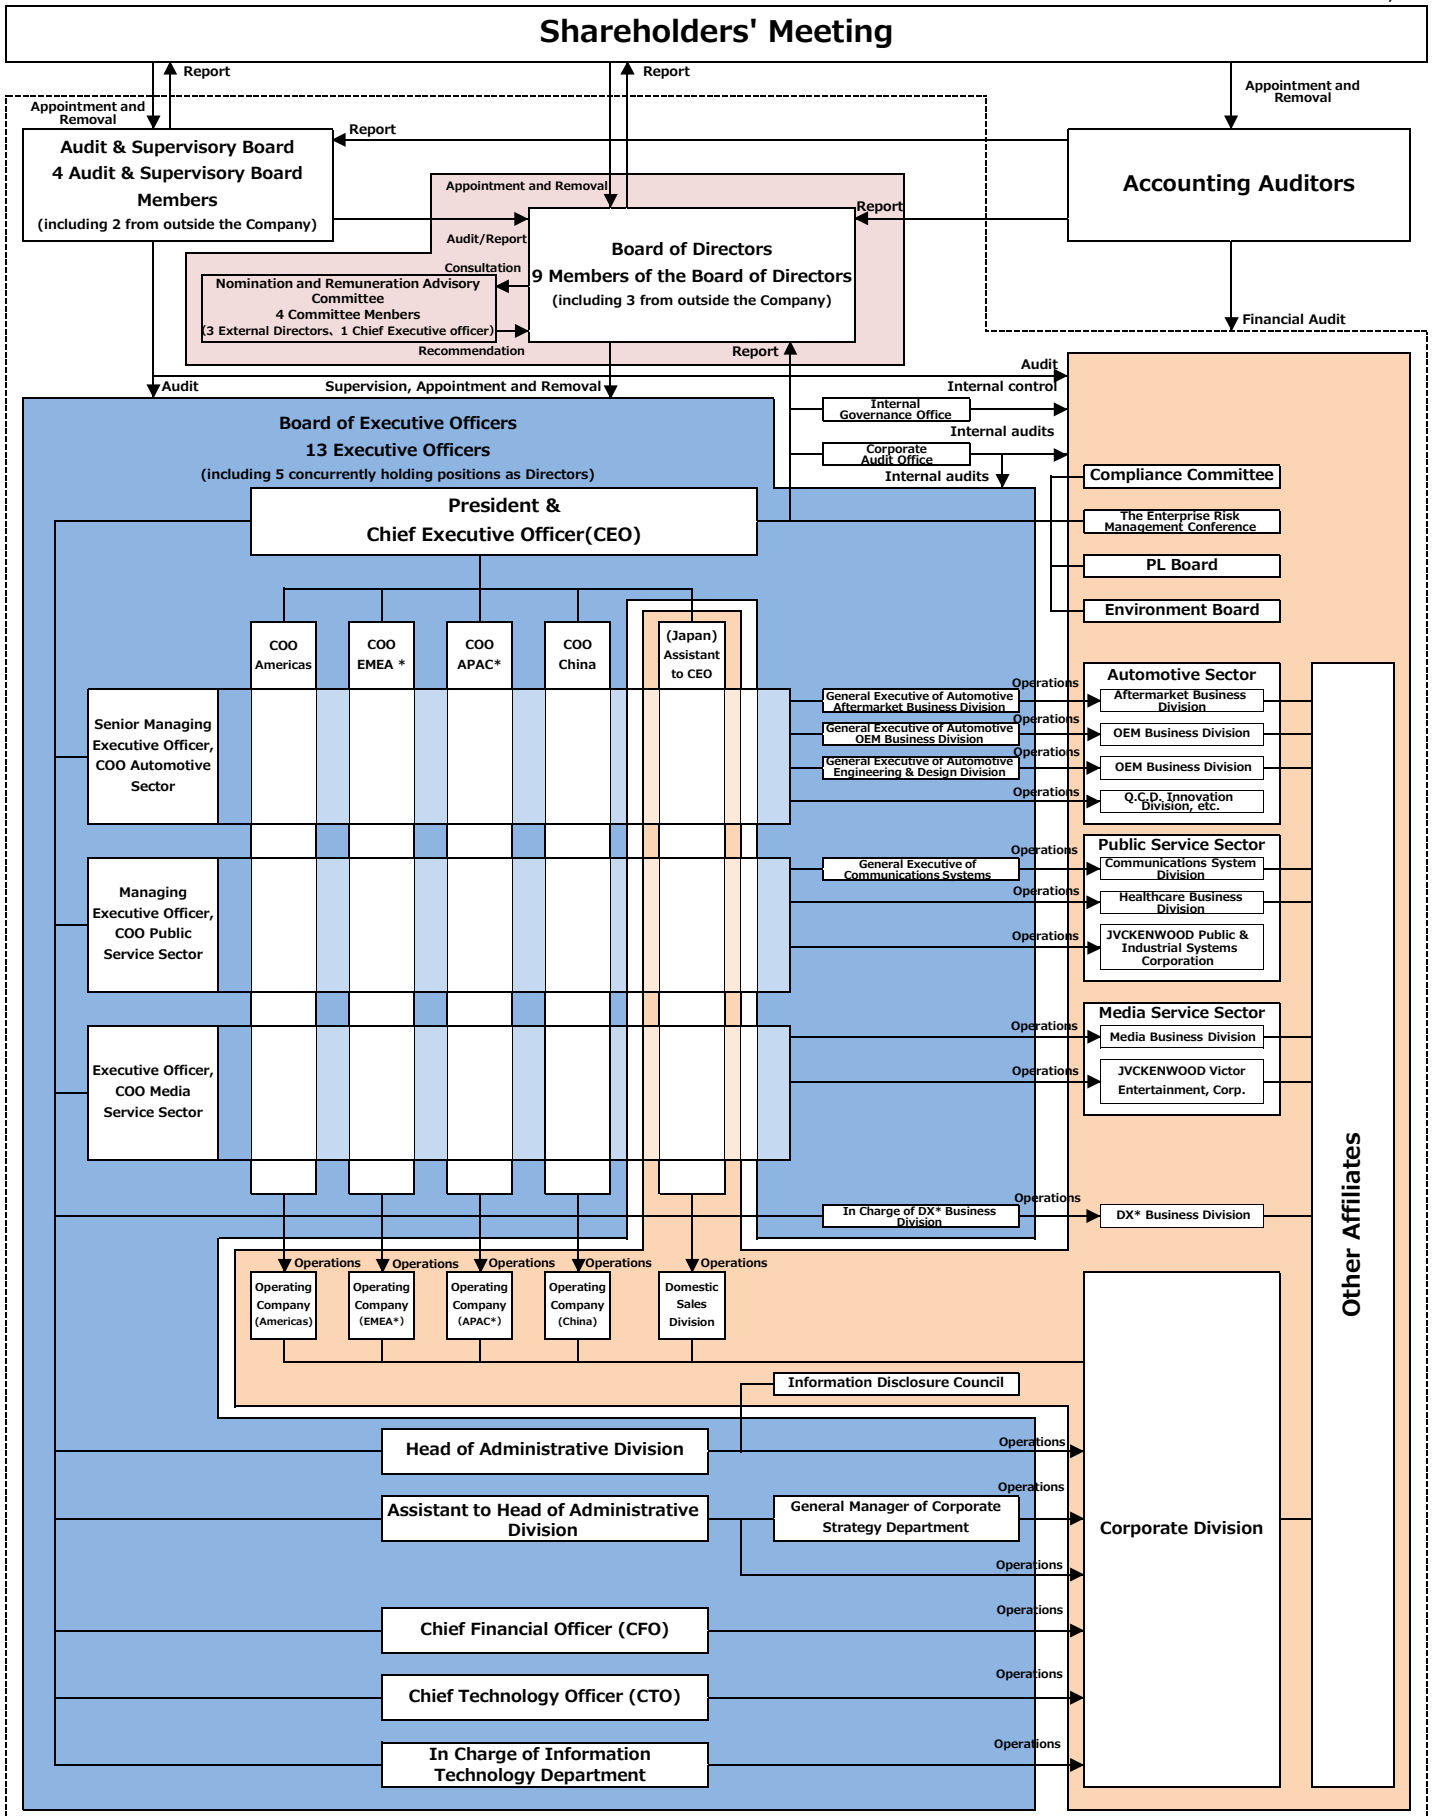 Shareholders' Meeting
Report
Report
Appointment and
Removal
Appointment and
Removal
Report
Audit & Supervisory Board
4 Audit & Supervisory Board
Members
(including 2 from outside the Company)
Accounting Auditors
Appointment and Removal
Report
Audit/Report
Board of Directors
9 Members of the Board of Directors
(including 3 from outside the Company)
Consultation
Nomination and Remuneration Advisory
Committee
4 Committee Menbers
(3 External Directors、1 Chief Executive officer)
Recommendation
Report
Financial Audit
Audit
Supervision, Appointment and Removal
Audit
Internal control
Internal
Governance Office
Internal audits
Corporate
Audit Office
Internal audits
Board of Executive Officers
13 Executive Officers
(including 5 concurrently holding positions as Directors)
President &
Chief Executive Officer(CEO)
Compliance Committee
The Enterprise Risk
Management Conference
PL Board
Environment Board
COO
Americas
COO
EMEA *
COO
APAC*
COO
China
(Japan)
Assistant
to CEO
Senior Managing
Executive Officer,
COO Automotive
Sector
General Executive of Automotive
Aftermarket Business Division
Operations
General Executive of Automotive
OEM Business Division
Operations
General Executive of Automotive
Engineering & Design Division
Operations
Operations
Automotive Sector
Aftermarket Business
Division
OEM Business Division
OEM Business Division
Q.C.D. Innovation
Division, etc.
Managing
Executive Officer,
COO Public
Service Sector
General Executive of
Communications Systems
Operations
Operations
Operations
Public Service Sector
Communications System
Division
Healthcare Business
Division
JVCKENWOOD Public &
Industrial Systems
Corporation
Executive Officer,
COO Media
Service Sector
Operations
Operations
Media Service Sector
Media Business Division
JVCKENWOOD Victor
Entertainment, Corp.
Other Affiliates
In Charge of DX* Business
Division
Operations
DX* Business Division
Operations
Operations
Operations
Operations
Operations
Operating
Company
(Americas)
Operating
Company
(EMEA*)
Operating
Company
(APAC*)
Operating
Company
(China)
Domestic
Sales
Division
Information Disclosure Council
Head of Administrative Division
Operations
Assistant to Head of Administrative
Division
General Manager of Corporate
Strategy Department
Operations
Operations
Corporate Division
Chief Financial Officer (CFO)
Operations
Chief Technology Officer (CTO)
Operations
In Charge of Information
Technology Department
Operations